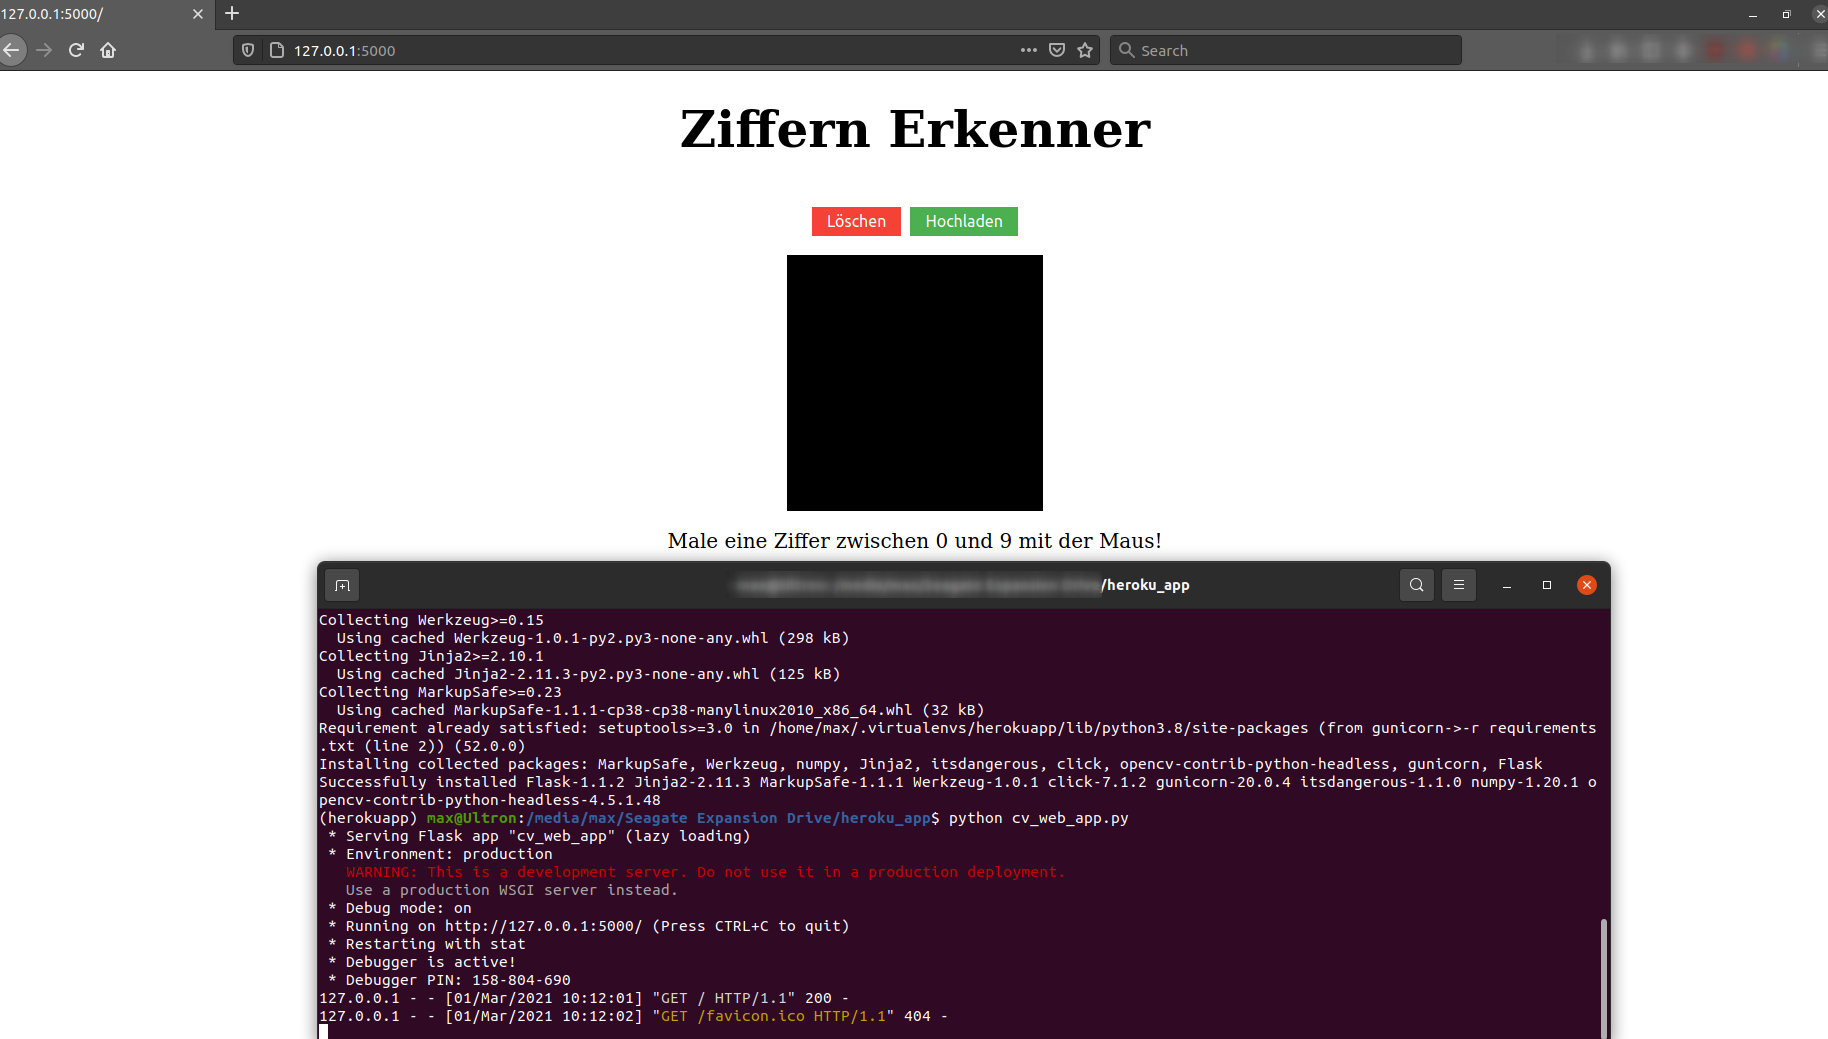 127.0.0.1:5000/
127.0.0.1:5000
Search
Ziffern Erkenner
Löschen
Hochladen
Male eine Ziffer zwischen 0 und 9 mit der Maus!
/heroku_app
Collecting Werkzeug>=0.15
  Using cached Werkzeug-1.0.1-py2.py3-none-any.whl (298 kB)
Collecting Jinja2>=2.10.1
  Using cached Jinja2-2.11.3-py2.py3-none-any.whl (125 kB)
Collecting MarkupSafe>=0.23
  Using cached MarkupSafe-1.1.1-cp38-cp38-manylinux2010_x86_64.whl (32 kB)
Requirement already satisfied: setuptools>=3.0 in /home/max/.virtualenvs/herokuapp/lib/python3.8/site-packages (from gunicorn->-r requirements
.txt (line 2)) (52.0.0)
Installing collected packages: MarkupSafe, Werkzeug, numpy, Jinja2, itsdangerous, click, opencv-contrib-python-headless, gunicorn, Flask
Successfully installed Flask-1.1.2 Jinja2-2.11.3 MarkupSafe-1.1.1 Werkzeug-1.0.1 click-7.1.2 gunicorn-20.0.4 itsdangerous-1.1.0 numpy-1.20.1 o
pencv-contrib-python-headless-4.5.1.48
(herokuapp) max@Ultron:/media/max/Seagate Expansion Drive/heroku_app$ python cv_web_app.py
 * Serving Flask app "cv_web_app" (lazy loading)
 * Environment: production
   WARNING: This is a development server. Do not use it in a production deployment.
   Use a production WSGI server instead.
 * Debug mode: on
 * Running on http://127.0.0.1:5000/ (Press CTRL+C to quit)
 * Restarting with stat
 * Debugger is active!
 * Debugger PIN: 158-804-690
127.0.0.1 - - [01/Mar/2021 10:12:01] "GET / HTTP/1.1" 200 -
127.0.0.1 - - [01/Mar/2021 10:12:02] "GET /favicon.ico HTTP/1.1" 404 -